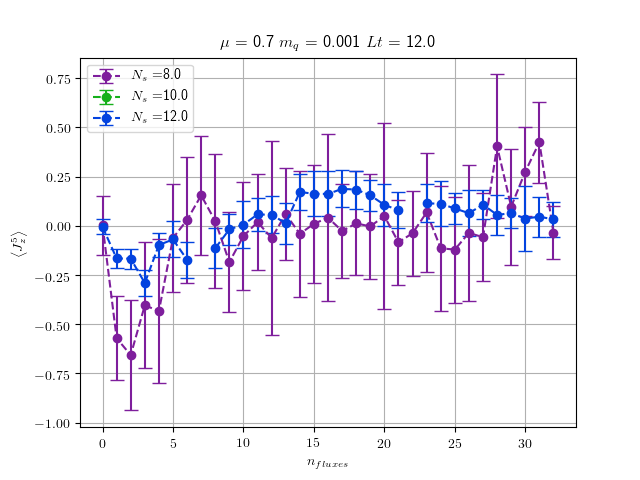 μ = 0.7 m_q = 0.001 Lt = 12.0
N_s =8.0
N_s =10.0
N_s =12.0
⟨J_z^5⟩
0.75
0.50
0.25
0.00
−0.25
−0.50
−0.75
−1.00
0 5 10 15 20 25 30
n_{fluxes}